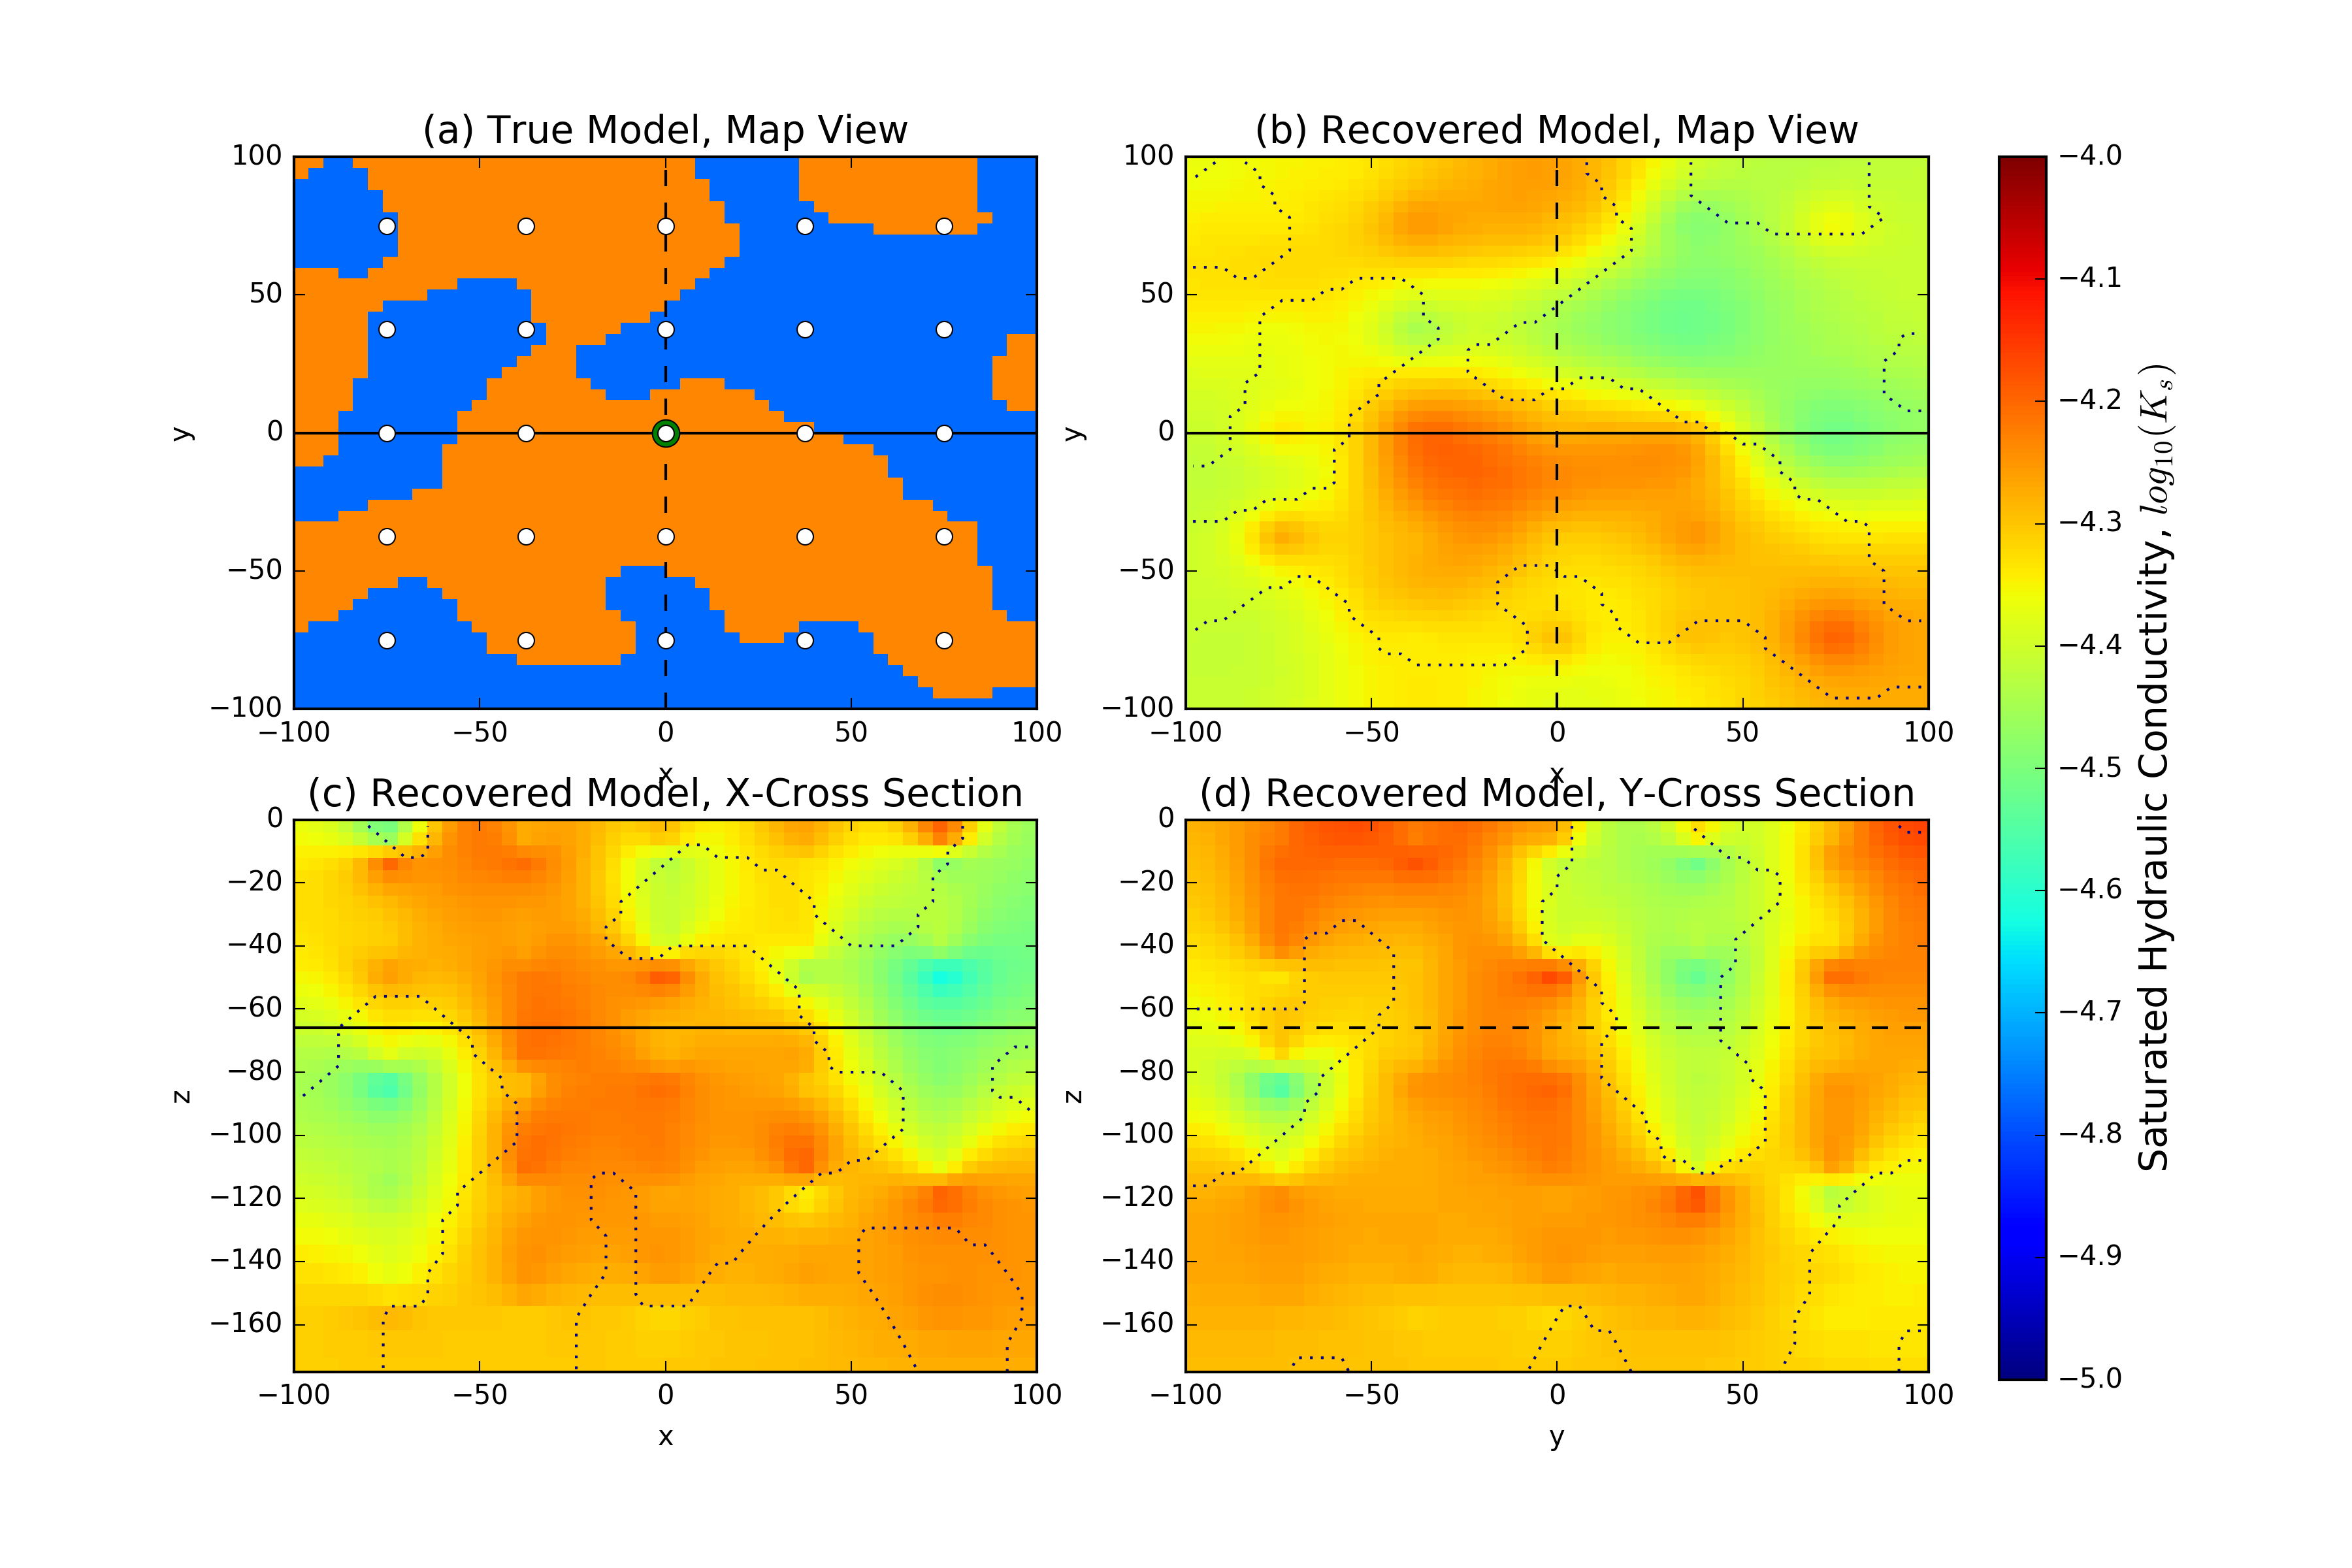 (a) True Model, Map View
100
50
0
−50
−100
y
−100 −50 0 50 100
x
(b) Recovered Model, Map View
100
50
0
−50
−100
y
−100 −50 0 50 100
x
(c) Recovered Model, X-Cross Section
0
−20
−40
−60
−80
−100
−120
−140
−160
z
−100 −50 0 50 100
x
(d) Recovered Model, Y-Cross Section
0
−20
−40
−60
−80
−100
−120
−140
−160
z
−100 −50 0 50 100
y
−4.0
−4.1
−4.2
−4.3
−4.4
−4.5
−4.6
−4.7
−4.8
−4.9
−5.0
Saturated Hydraulic Conductivity, log₁₀(Kₛ)